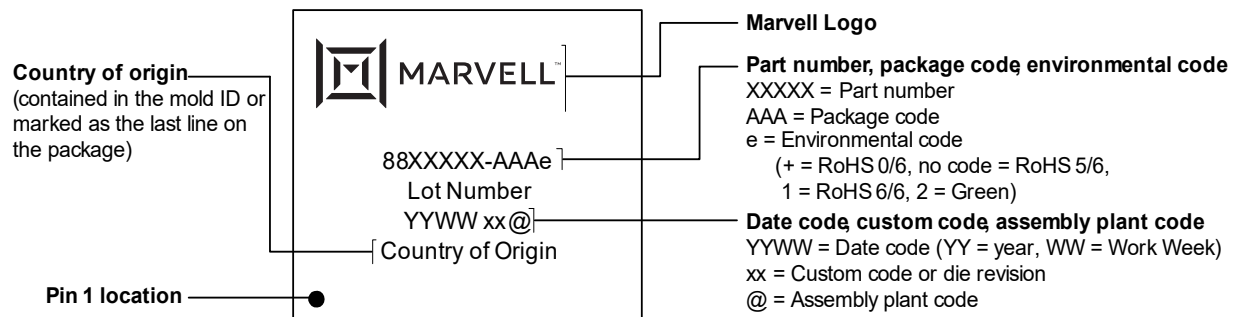 Marvell Logo
Country of origin
(contained in the mold ID or
marked as the last line on
the package)
MARVELL™
Part number, package code, environmental code
XXXXX = Part number
AAA = Package code
e = Environmental code
(+ = RoHS 0/6, no code = RoHS 5/6,
1 = RoHS 6/6, 2 = Green)
88XXXXX-AAAe
Lot Number
YYWW xx@
Country of Origin
Date code, custom code, assembly plant code
YYWW = Date code (YY = year, WW = Work Week)
xx = Custom code or die revision
@ = Assembly plant code
Pin 1 location